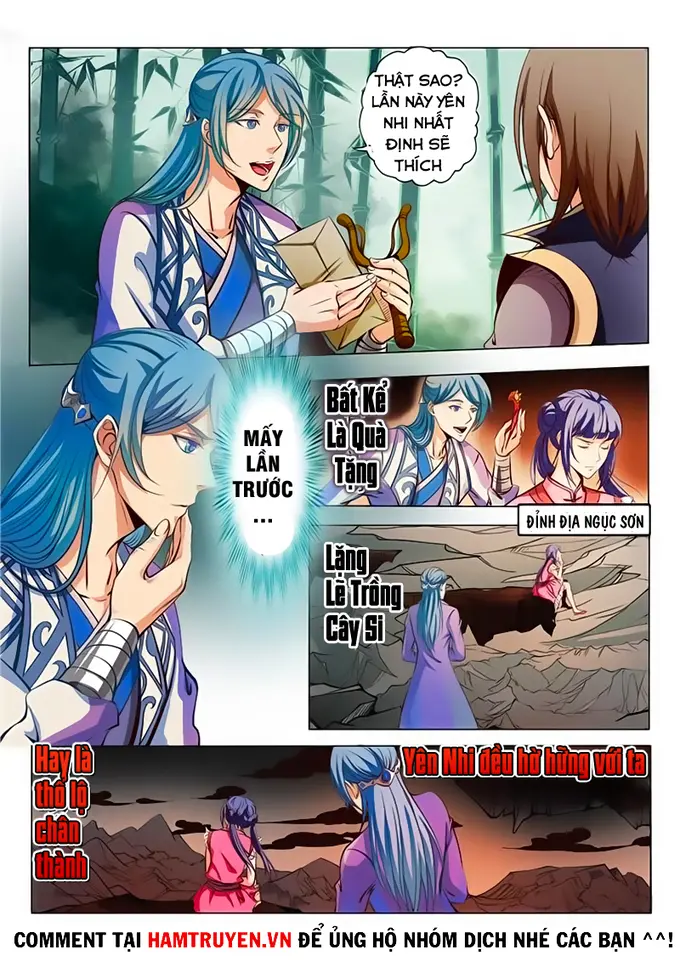 THẬT SAO?
LẦN NÀY YÊN
NHI NHẤT
ĐỊNH SẼ
THÍCH
MẤY
LẦN
TRƯỚC
...
Bất Kể
Là Quà
Tặng
ĐỈNH ĐỊA NGỤC SƠN
Lặng
Lẽ Trồng
Cây Si
Hay là
thổ lộ
chân
thành
Yên Nhi đều hờ hững với ta
COMMENT TẠI HAMTRUYEN.VN ĐỂ ỦNG HỘ NHÓM DỊCH NHÉ CÁC BẠN ^^!